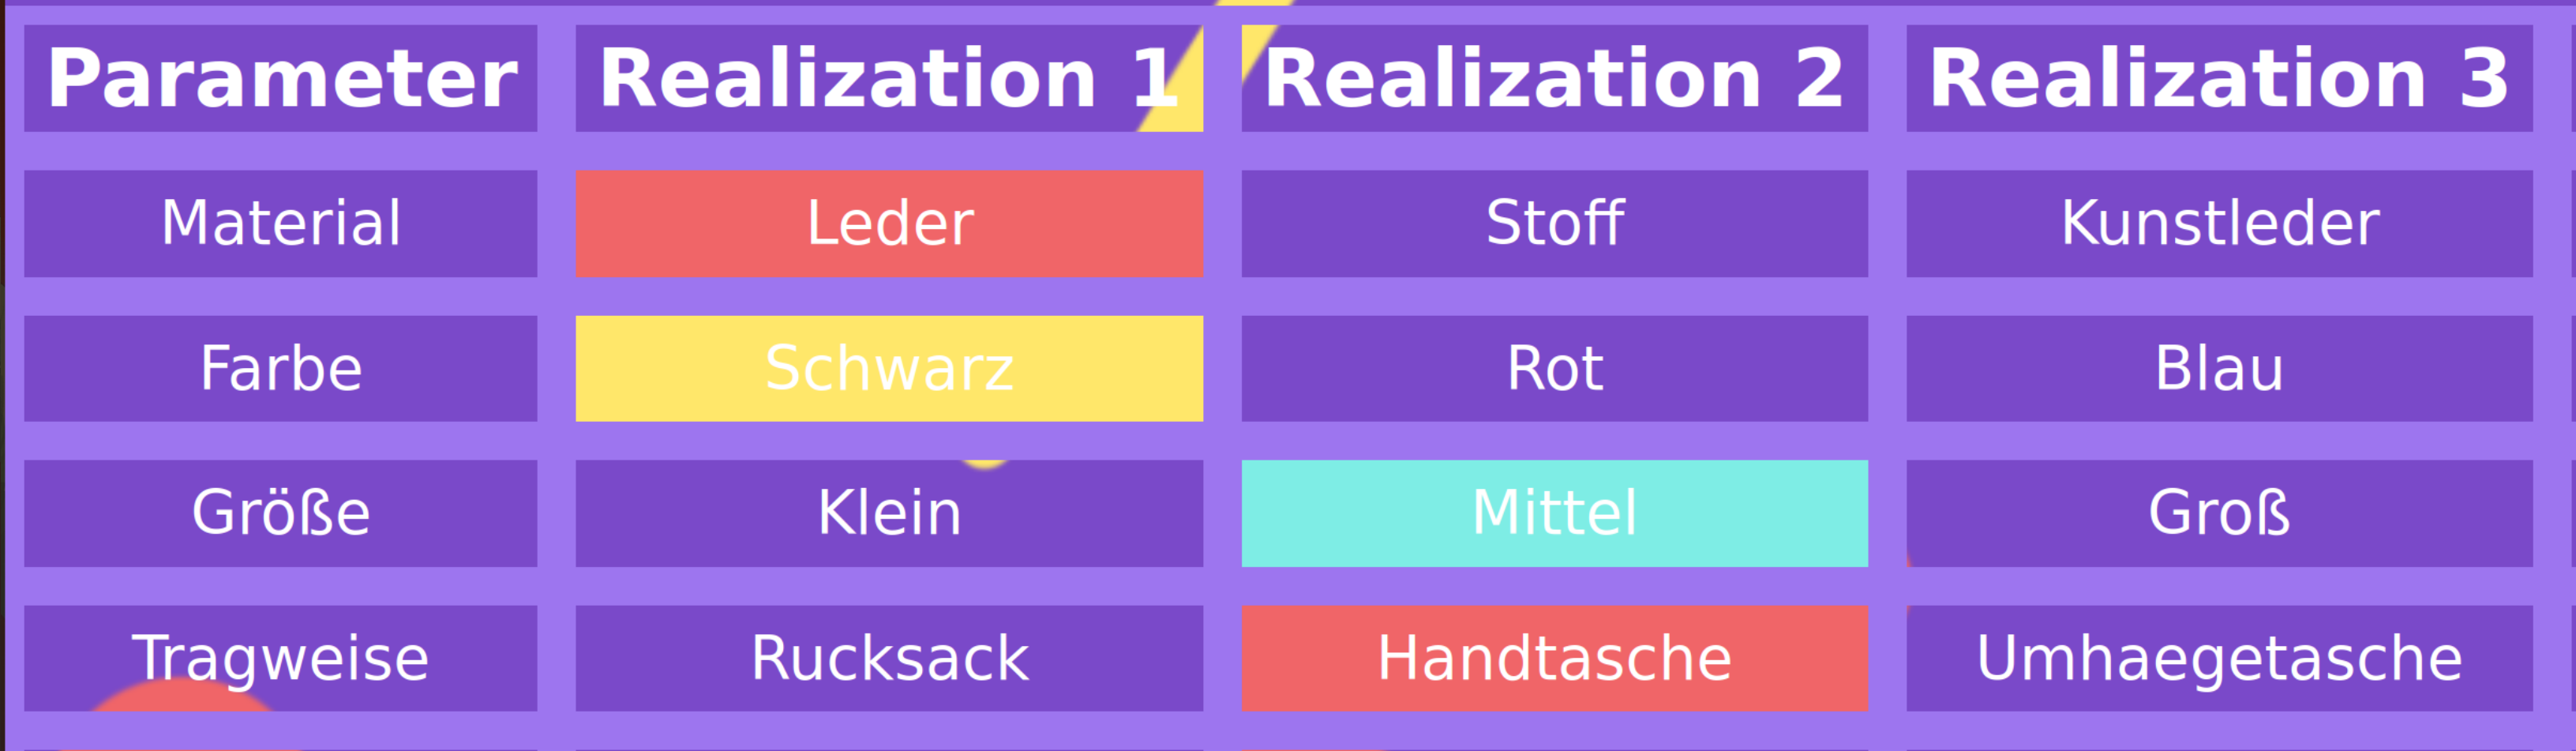 Parameter Realization 1 Realization 2 Realization 3
Material Leder Stoff Kunstleder
Farbe Schwarz Rot Blau
Größe Klein Mittel Groß
Tragweise Rucksack Handtasche Umhaegetasche